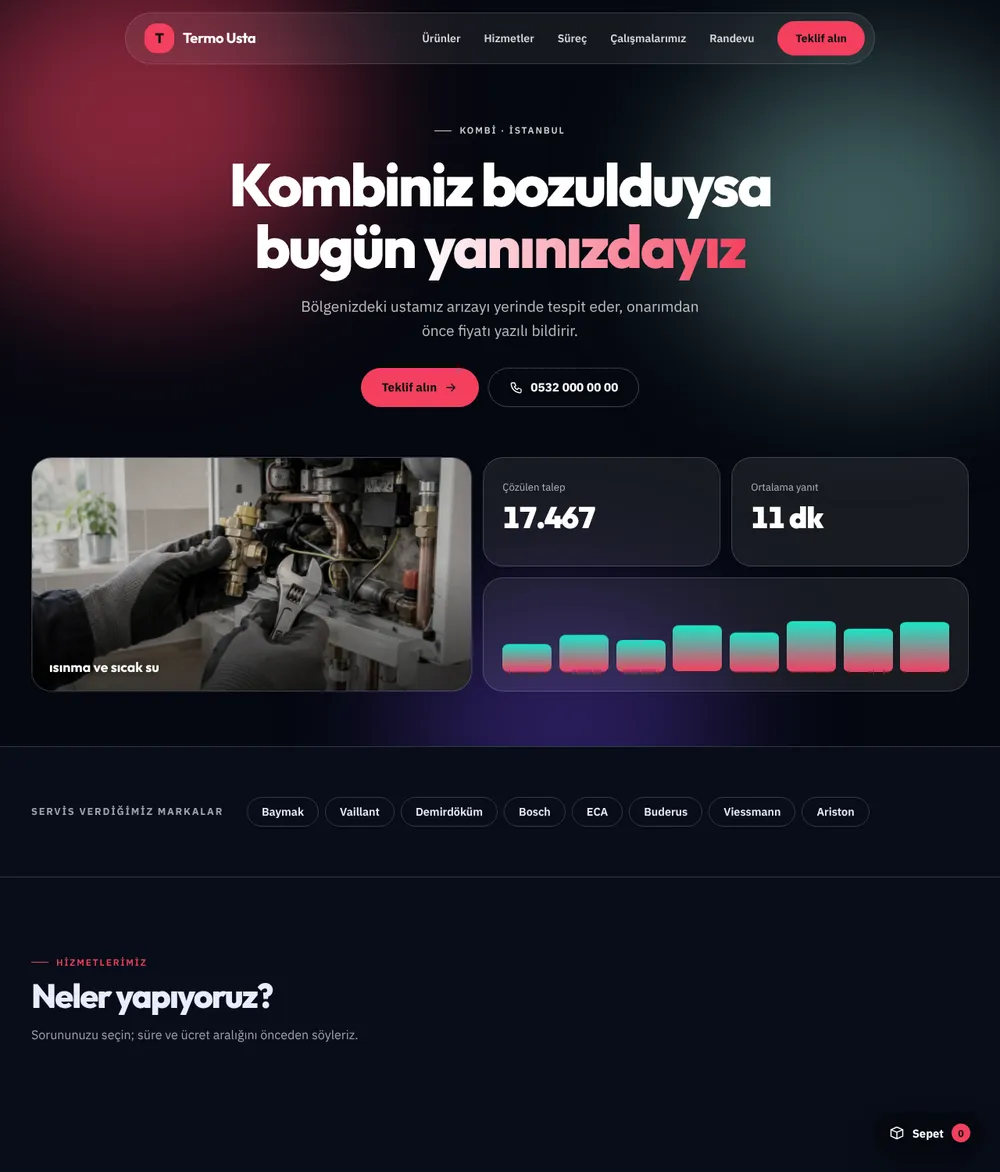 T Termo Usta
Ürünler Hizmetler Süreç Çalışmalarımız Randevu Teklif alın
KOMBİ · İSTANBUL
Kombiniz bozulduysa
bugün yanınızdayız
Bölgenizdeki ustamız arızayı yerinde tespit eder, onarımdan
önce fiyatı yazılı bildirir.
Teklif alın → 0532 000 00 00
Çözülen talep
17.467
Ortalama yanıt
11 dk
ısınma ve sıcak su
SERVİS VERDİĞİMİZ MARKALAR Baymak Vaillant Demirdöküm Bosch ECA Buderus Viessmann Ariston
HİZMETLERİMİZ
Neler yapıyoruz?
Sorununuzu seçin; süre ve ücret aralığını önceden söyleriz.
Sepet 0